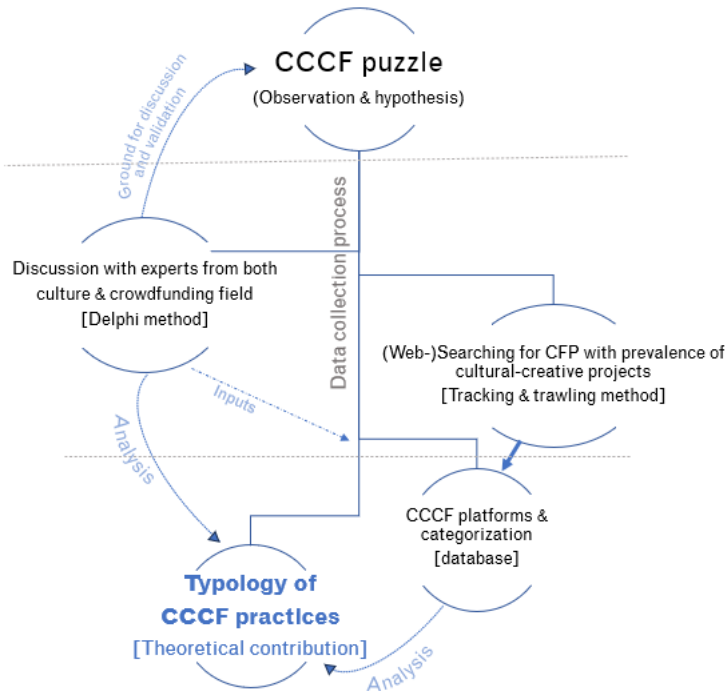 CCCF puzzle
(Observation & hypothesis)
Ground for discussion
and validation
Data collection process
Discussion with experts from both
culture & crowdfunding field
[Delphi method]
(Web-)Searching for CFP with prevalence of
cultural-creative projects
[Tracking & trawling method]
Inputs
Analysis
CCCF platforms &
categorization
[database]
Typology of
CCCF practices
[Theoretical contribution]
Analysis